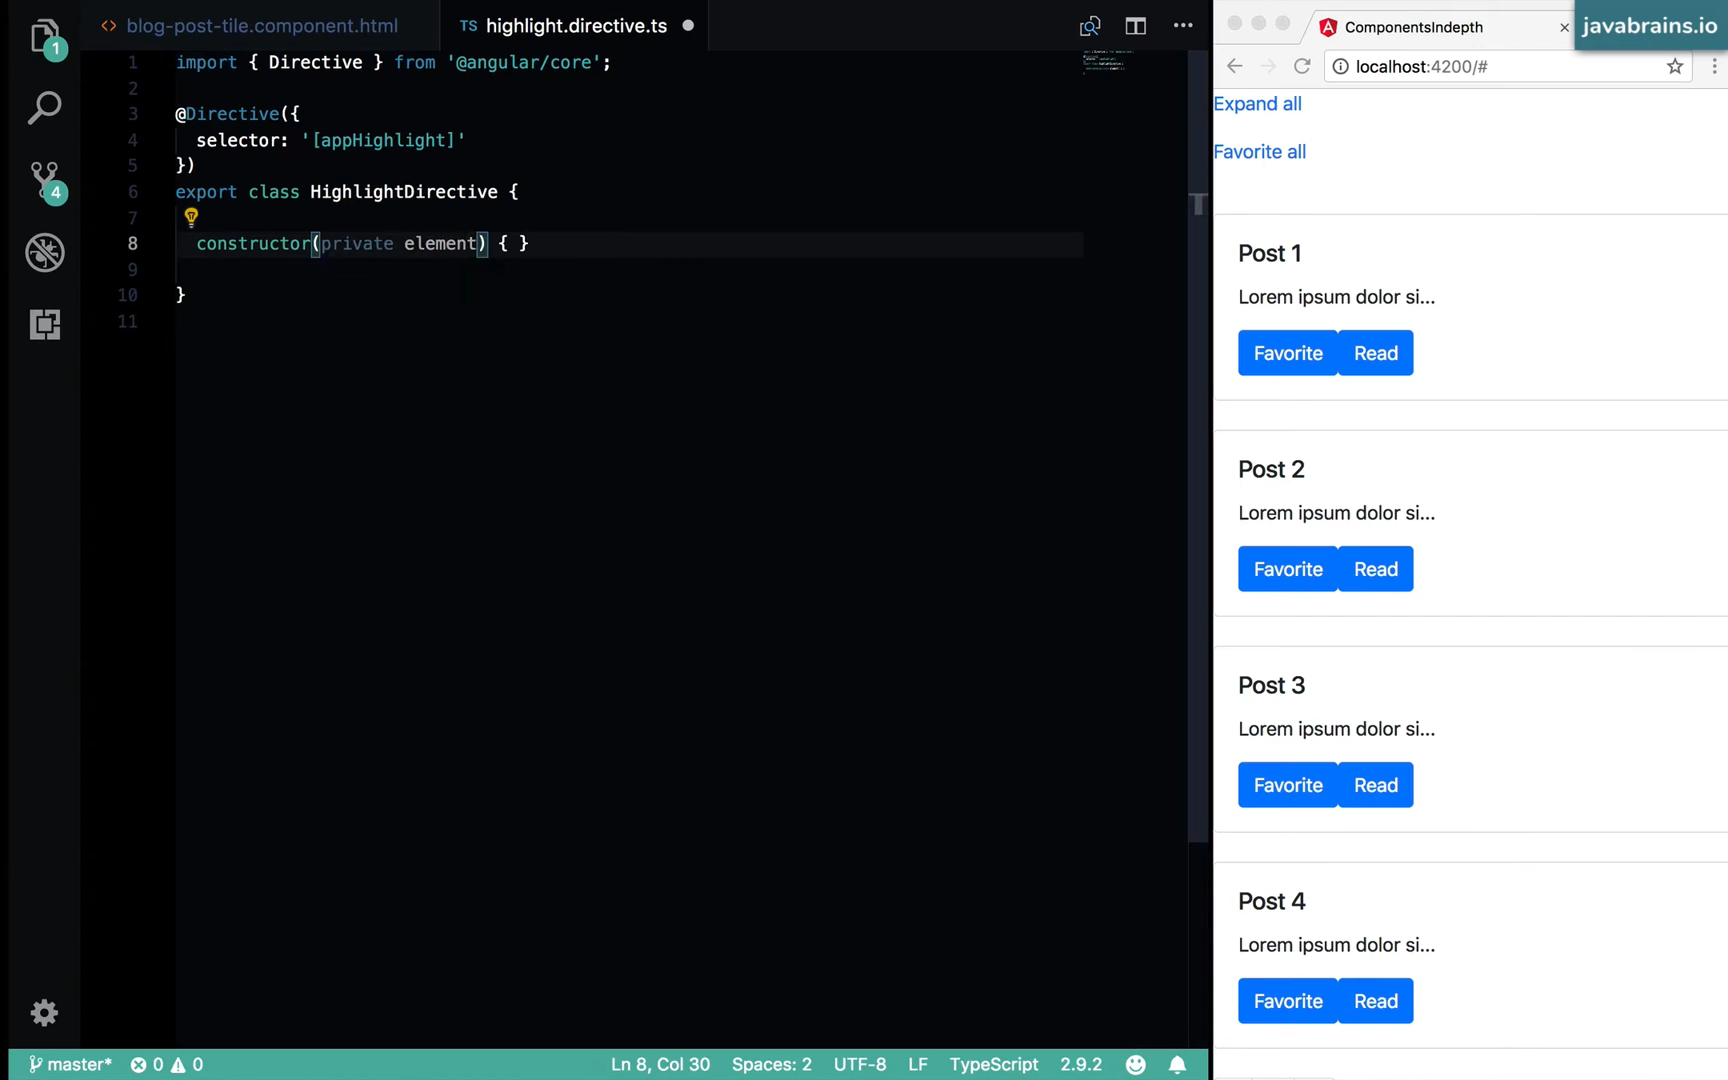 <> blog-post-tile.component.html
TS highlight.directive.ts
ComponentsIndepth
javabrains.io
localhost:4200/#
1 import { Directive } from '@angular/core';
2
3 @Directive({
4 selector: '[appHighlight]'
5 })
6 export class HighlightDirective {
7
8 constructor(private element) { }
9
10 }
11
1
4
Expand all
Favorite all
Post 1
Lorem ipsum dolor si...
Favorite Read
Post 2
Lorem ipsum dolor si...
Favorite Read
Post 3
Lorem ipsum dolor si...
Favorite Read
Post 4
Lorem ipsum dolor si...
Favorite Read
master* 0 0 Ln 8, Col 30 Spaces: 2 UTF-8 LF TypeScript 2.9.2